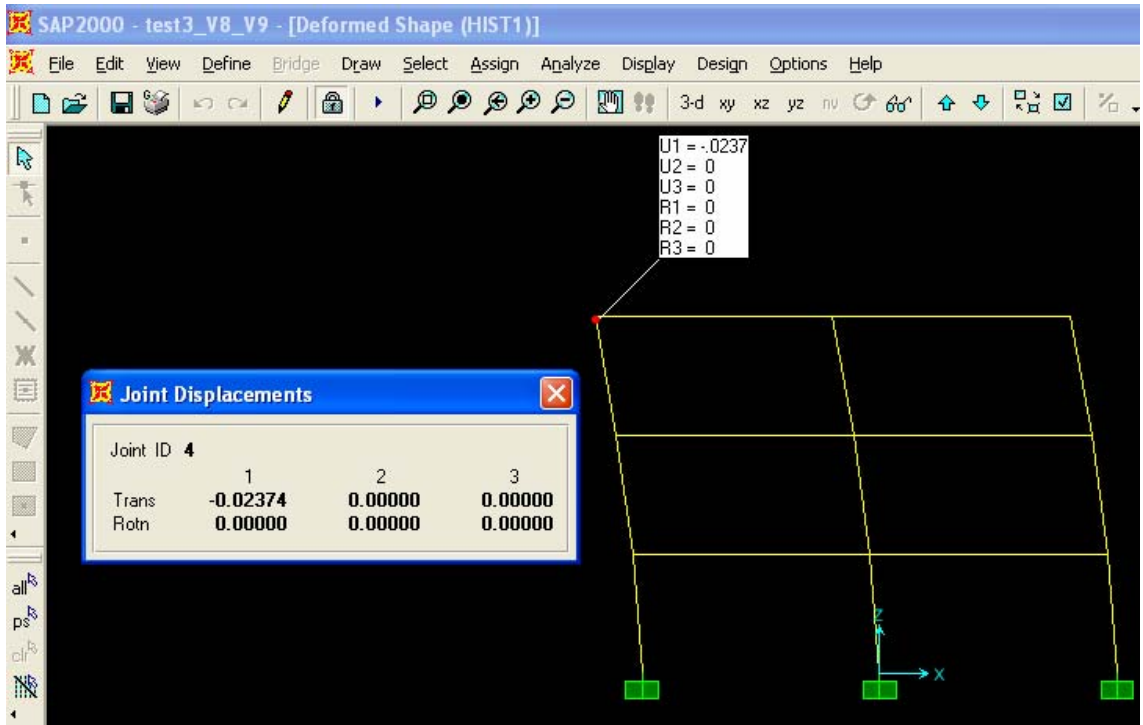 SAP2000 - test3_V8_V9 - [Deformed Shape (HIST1)]
File Edit View Define Bridge Draw Select Assign Analyze Display Design Options Help
3-d xy xz yz nv
U1 = -.0237
U2 = 0
U3 = 0
R1 = 0
R2 = 0
R3 = 0
Joint Displacements
Joint ID 4
1 2 3
Trans -0.02374 0.00000 0.00000
Rotn 0.00000 0.00000 0.00000
all
ps
clr
Z
X